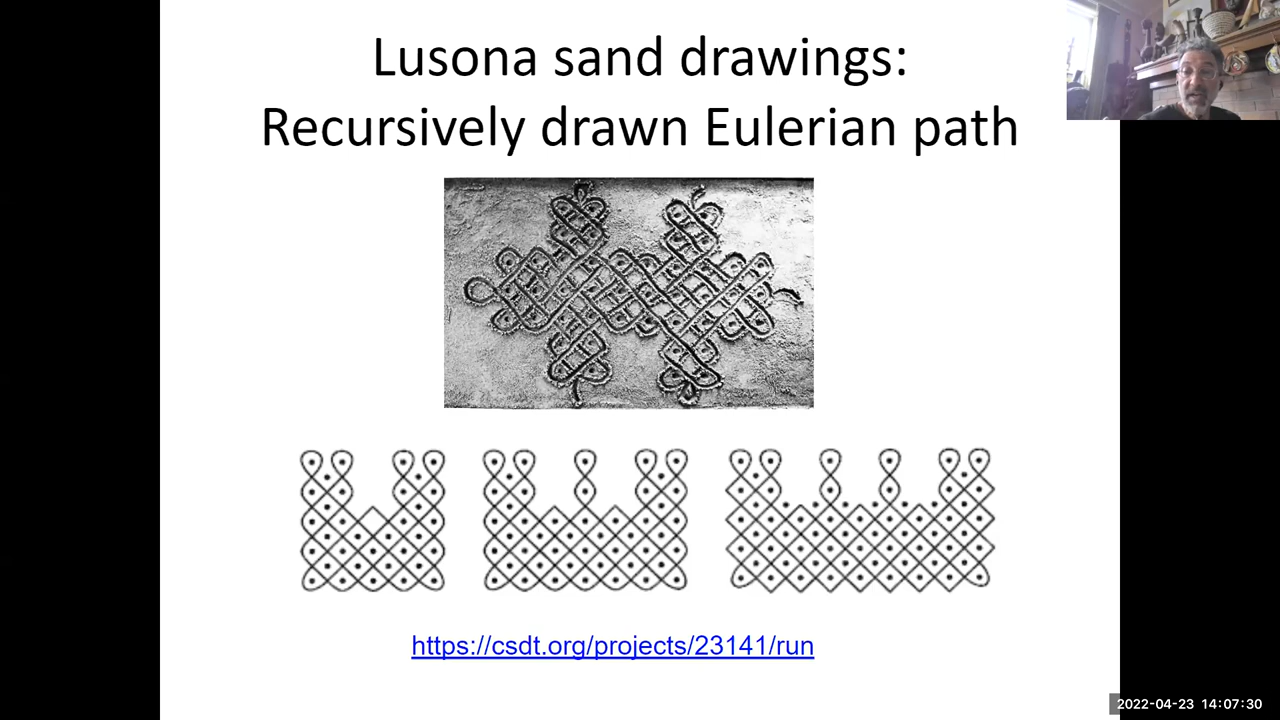 Lusona sand drawings:
Recursively drawn Eulerian path
https://csdt.org/projects/23141/run
2022-04-23 14:07:30